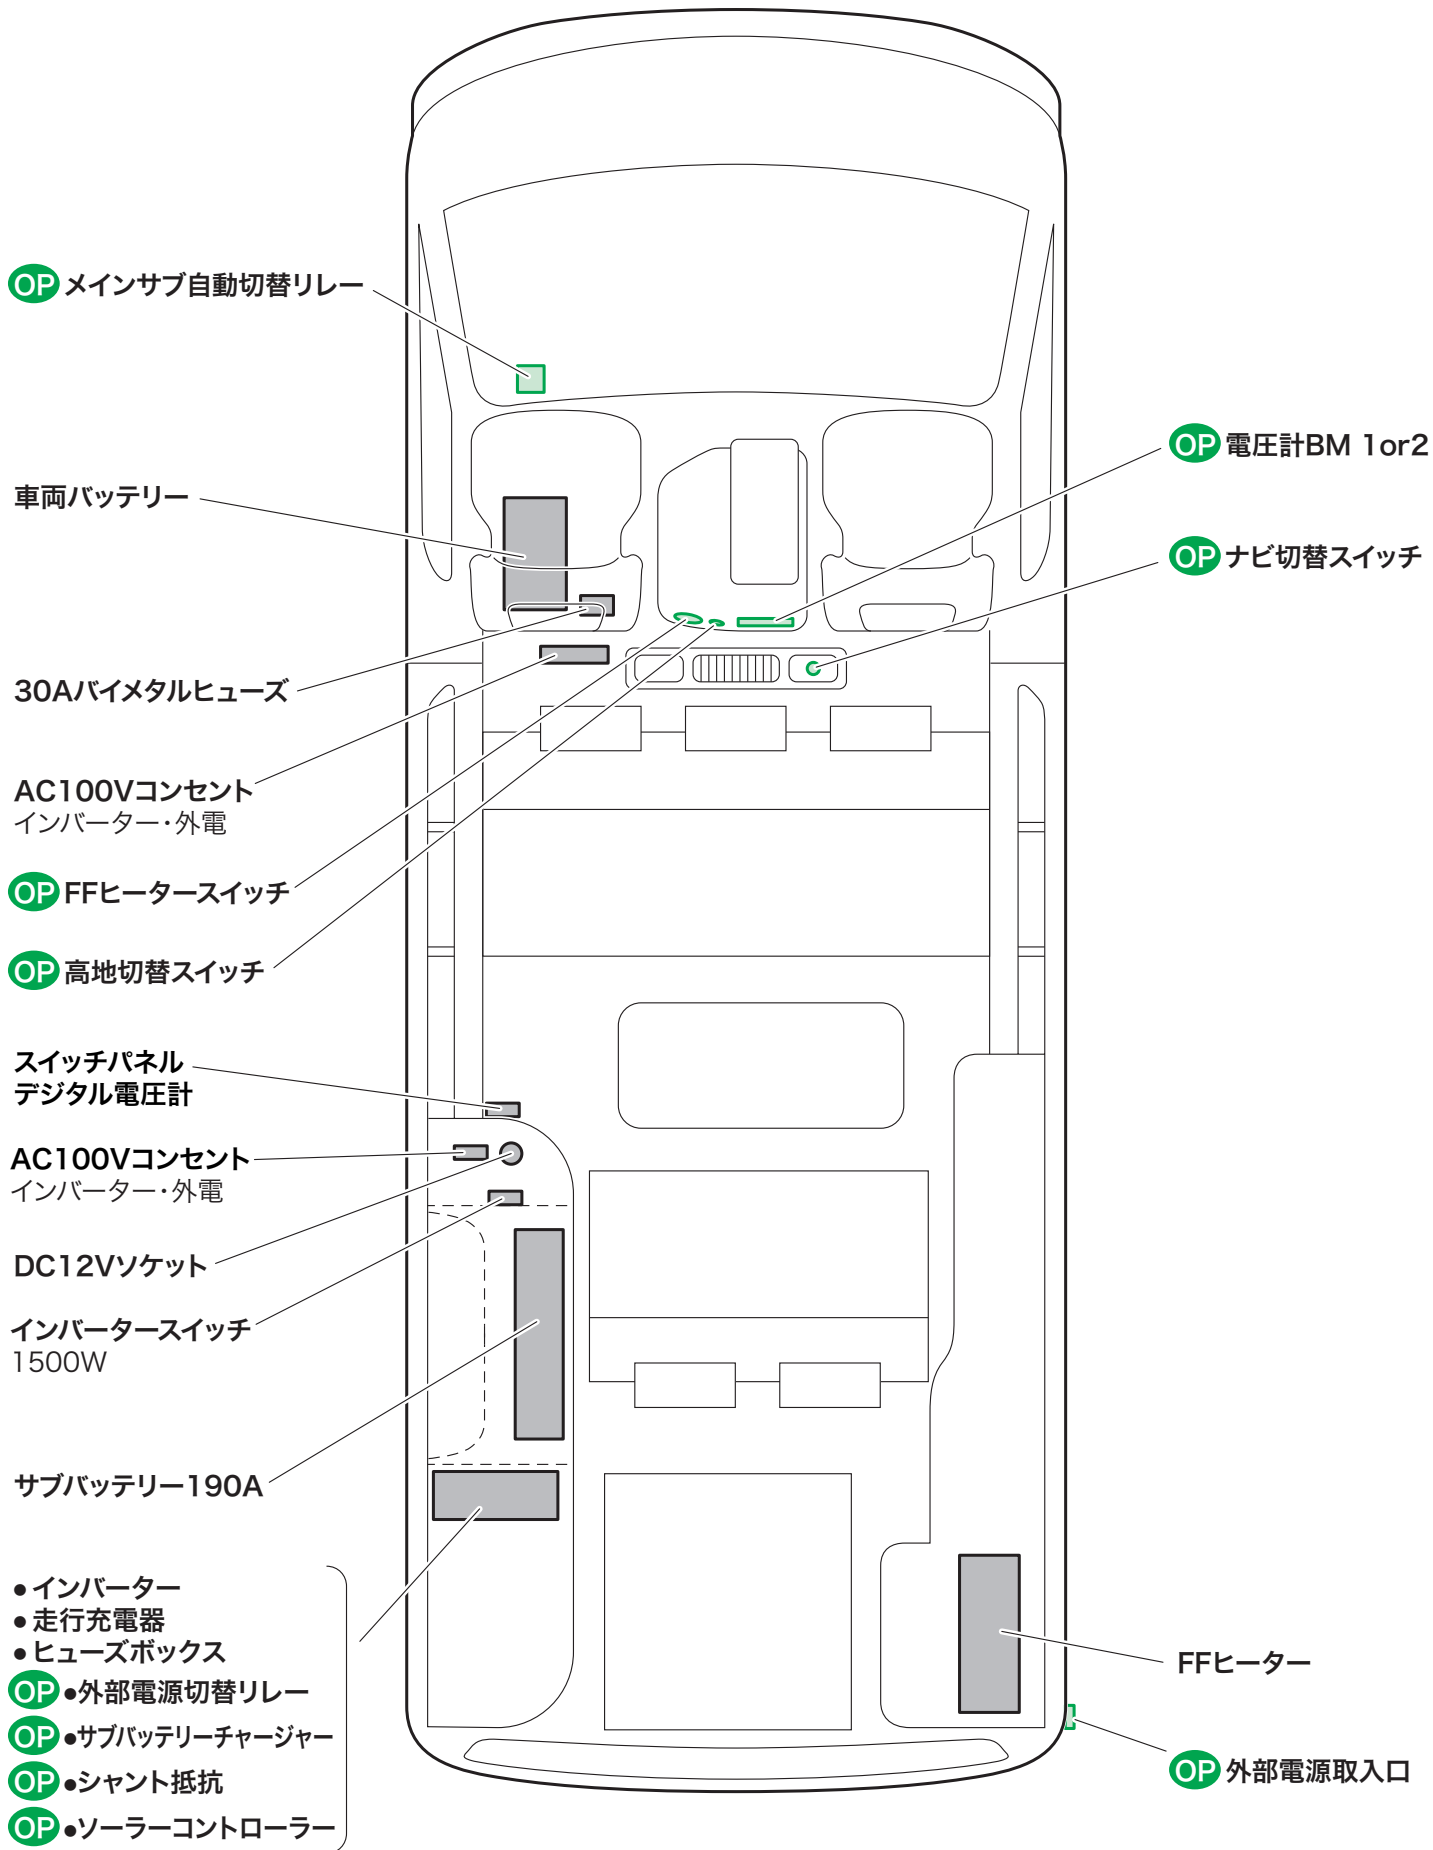 OP メインサブ自動切替リレー
車両バッテリー
30Aバイメタルヒューズ
AC100Vコンセント
インバーター・外電
OP FFヒータースイッチ
OP 高地切替スイッチ
スイッチパネル
デジタル電圧計
AC100Vコンセント
インバーター・外電
DC12Vソケット
インバータースイッチ
1500W
サブバッテリー190A
●インバーター
●走行充電器
●ヒューズボックス
OP ●外部電源切替リレー
OP ●サブバッテリーチャージャー
OP ●シャント抵抗
OP ●ソーラーコントローラー
OP 電圧計BM 1or2
OP ナビ切替スイッチ
FFヒーター
OP 外部電源取入口